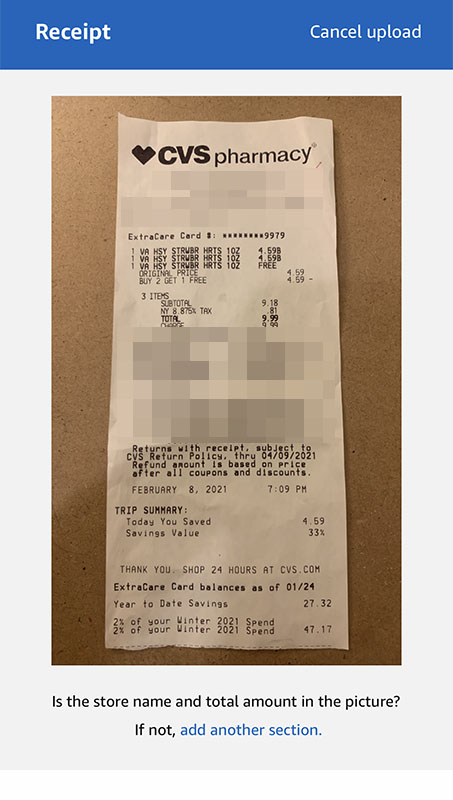 Receipt
Cancel upload
CVS pharmacy®
ExtraCare Card #: ********9979
1 VA HSY STRWBR HRTS 10Z 4.59B
1 VA HSY STRWBR HRTS 10Z 4.59B
1 VA HSY STRWBR HRTS 10Z FREE
ORIGINAL PRICE 4.59
BUY 2 GET 1 FREE 4.59 -
3 ITEMS
SUBTOTAL 9.18
NY 8.875% TAX .81
TOTAL 9.99
CHARGE 9.99
Returns with receipt, subject to
CVS Return Policy, thru 04/09/2021
Refund amount is based on price
after all coupons and discounts.
FEBRUARY 8, 2021 7:09 PM
TRIP SUMMARY:
Today You Saved 4.59
Savings Value 33%
THANK YOU. SHOP 24 HOURS AT CVS.COM
ExtraCare Card balances as of 01/24
Year to Date Savings 27.32
2% of your Winter 2021 Spend
2% of your Winter 2021 Spend 47.17
Is the store name and total amount in the picture?
If not, add another section.